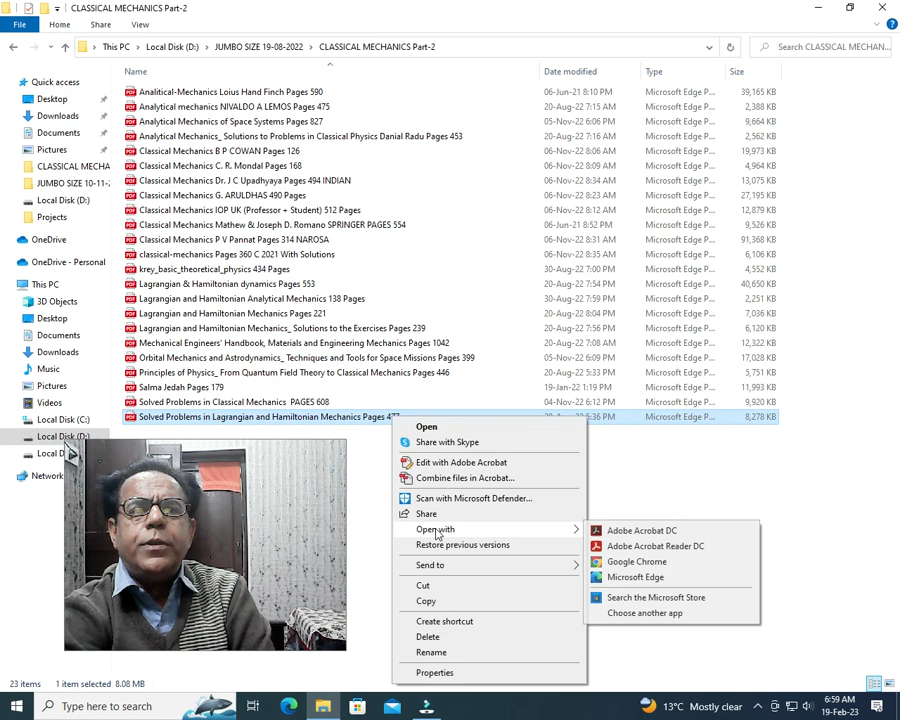 CLASSICAL MECHANICS Part-2
File Home Share View
This PC Local Disk (D:) JUMBO SIZE 19-08-2022 CLASSICAL MECHANICS Part-2
Search CLASSICAL MECHAN...
Name Date modified Type Size
Quick access
Desktop
Downloads
Documents
Pictures
CLASSICAL MECHA
JUMBO SIZE 10-11-2
Local Disk (D:)
Projects
OneDrive
OneDrive - Personal
This PC
3D Objects
Desktop
Documents
Downloads
Music
Pictures
Videos
Local Disk (C:)
Local Disk (D:)
Local D
Network
Analitical-Mechanics Loius Hand Finch Pages 590 06-Jun-21 8:10 PM Microsoft Edge P... 39,165 KB
Analytical mechanics NIVALDO A LEMOS Pages 475 20-Aug-22 7:15 AM Microsoft Edge P... 2,388 KB
Analytical Mechanics of Space Systems Pages 827 05-Nov-22 6:06 PM Microsoft Edge P... 9,664 KB
Analytical Mechanics_ Solutions to Problems in Classical Physics Danial Radu Pages 453 20-Aug-22 7:16 AM Microsoft Edge P... 2,562 KB
Classical Mechanics B P COWAN Pages 126 06-Nov-22 8:06 AM Microsoft Edge P... 19,973 KB
Classical Mechanics C. R. Mondal Pages 168 06-Nov-22 8:09 AM Microsoft Edge P... 4,964 KB
Classical Mechanics Dr. J C Upadhyaya Pages 494 INDIAN 06-Nov-22 8:34 AM Microsoft Edge P... 13,075 KB
Classical Mechanics G. ARULDHAS 490 Pages 06-Nov-22 8:23 AM Microsoft Edge P... 27,195 KB
Classical Mechanics IOP UK (Professor + Student) 512 Pages 06-Nov-22 8:12 AM Microsoft Edge P... 12,879 KB
Classical Mechanics Mathew & Joseph D. Romano SPRINGER PAGES 554 06-Jun-21 8:52 PM Microsoft Edge P... 9,526 KB
Classical Mechanics P V Pannat Pages 314 NAROSA 06-Nov-22 8:31 AM Microsoft Edge P... 91,368 KB
classical-mechanics Pages 360 C 2021 With Solutions 06-Nov-22 8:35 AM Microsoft Edge P... 6,106 KB
krey_basic_theoretical_physics 434 Pages 30-Aug-22 7:00 PM Microsoft Edge P... 4,552 KB
Lagrangian & Hamiltonian dynamics Pages 553 20-Aug-22 7:54 PM Microsoft Edge P... 40,650 KB
Lagrangian and Hamiltonian Analytical Mechanics 138 Pages 30-Aug-22 7:59 PM Microsoft Edge P... 2,251 KB
Lagrangian and Hamiltonian Mechanics Pages 221 20-Aug-22 8:04 PM Microsoft Edge P... 7,036 KB
Lagrangian and Hamiltonian Mechanics_ Solutions to the Exercises Pages 239 20-Aug-22 7:56 PM Microsoft Edge P... 6,120 KB
Mechanical Engineers' Handbook, Materials and Engineering Mechanics Pages 1042 20-Aug-22 7:08 AM Microsoft Edge P... 12,322 KB
Orbital Mechanics and Astrodynamics_ Techniques and Tools for Space Missions Pages 399 05-Nov-22 6:09 PM Microsoft Edge P... 17,028 KB
Principles of Physics_ From Quantum Field Theory to Classical Mechanics Pages 446 20-Aug-22 5:33 PM Microsoft Edge P... 5,751 KB
Salma Jedah Pages 179 19-Jan-22 1:19 PM Microsoft Edge P... 11,993 KB
Solved Problems in Classical Mechanics PAGES 608 04-Nov-22 6:12 PM Microsoft Edge P... 9,920 KB
Solved Problems in Lagrangian and Hamiltonian Mechanics Pages 5:36 PM Microsoft Edge P... 8,278 KB
Open
Share with Skype
Edit with Adobe Acrobat
Combine files in Acrobat...
Scan with Microsoft Defender...
Share
Open with
Restore previous versions
Send to
Cut
Copy
Create shortcut
Delete
Rename
Properties
Adobe Acrobat DC
Adobe Acrobat Reader DC
Google Chrome
Microsoft Edge
Search the Microsoft Store
Choose another app
23 items 1 item selected 8.08 MB
Type here to search
13°C Mostly clear
6:59 AM
19-Feb-23